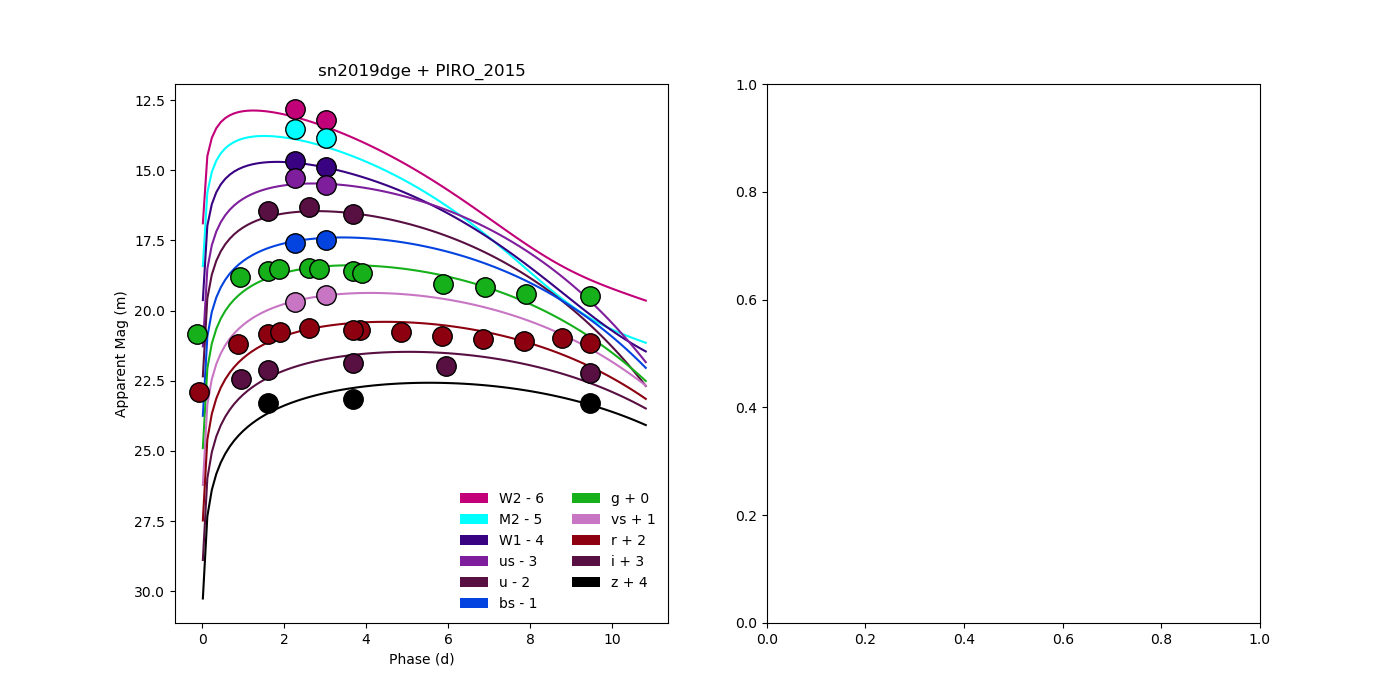 sn2019dge + PIRO_2015
Apparent Mag (m)
12.5
15.0
17.5
20.0
22.5
25.0
27.5
30.0
0 2 4 6 8 10
Phase (d)
W2 - 6
M2 - 5
W1 - 4
us - 3
u - 2
bs - 1
g + 0
vs + 1
r + 2
i + 3
z + 4
1.0
0.8
0.6
0.4
0.2
0.0
0.0 0.2 0.4 0.6 0.8 1.0